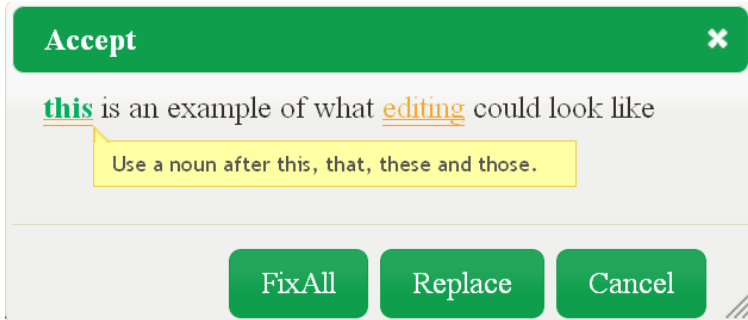 Accept
this is an example of what editing could look like
Use a noun after this, that, these and those.
FixAll Replace Cancel